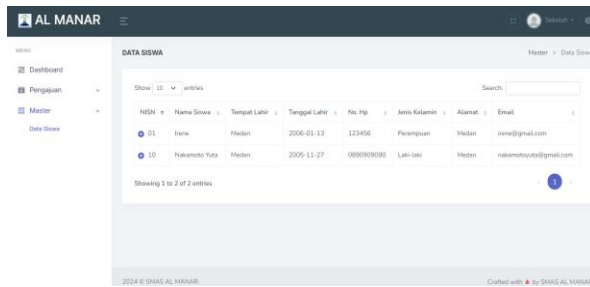 AL MANAR
Sekolah
MENU
DATA SISWA
Master > Data Sisw
Dashboard
Pengajuan
Master
Data Siswa
Show 10 entries
Search:
NISN Nama Siswa Tempat Lahir Tanggal Lahir No. Hp Jenis Kelamin Alamat Email
01 Irene Medan 2006-01-13 123456 Perempuan Medan irene@gmail.com
10 Nakamoto Yuta Medan 2005-11-27 0890909090 Laki-laki Medan nakamotoyuta@gmail.com
Showing 1 to 2 of 2 entries
1
2024 © SMAS AL MANAR.
Crafted with by SMAS AL MANAR